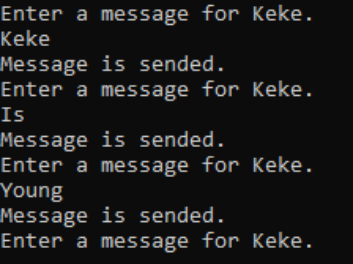 Enter a message for Keke.
Keke
Message is sended.
Enter a message for Keke.
Is
Message is sended.
Enter a message for Keke.
Young
Message is sended.
Enter a message for Keke.